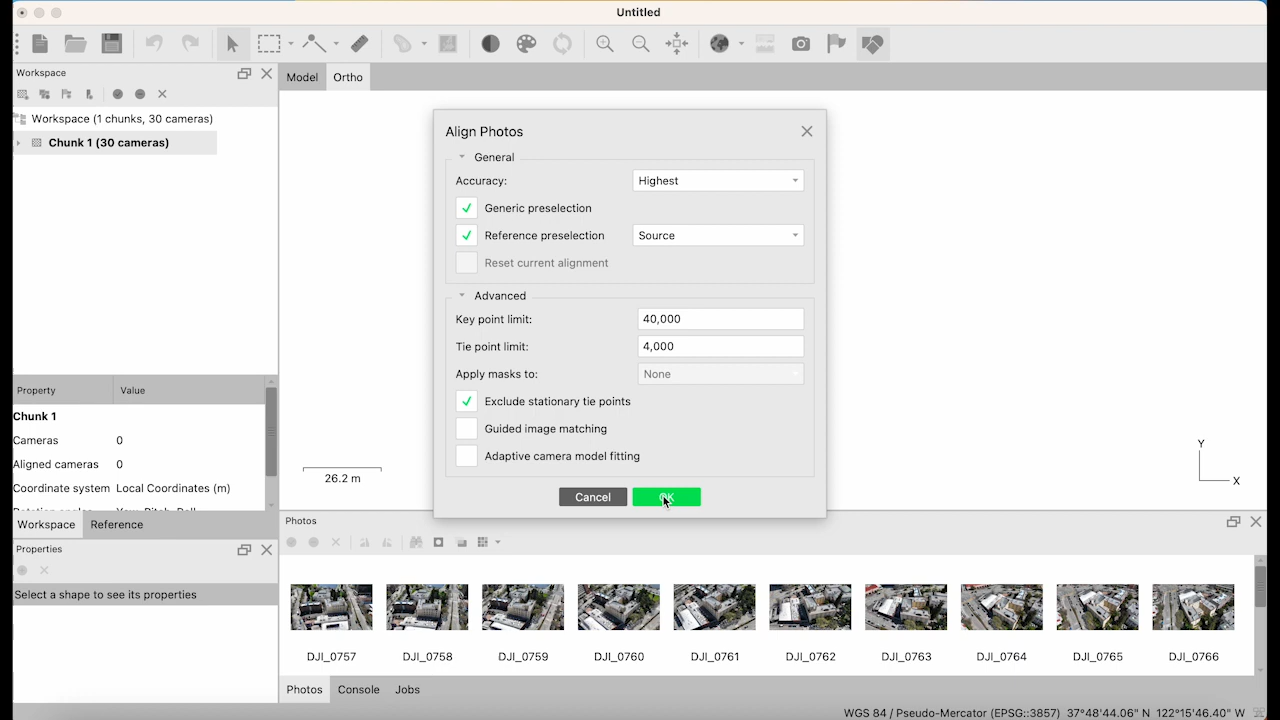 Untitled
Workspace
Model
Ortho
Workspace (1 chunks, 30 cameras)
Chunk 1 (30 cameras)
Align Photos
General
Accuracy:
Highest
Generic preselection
Reference preselection
Source
Reset current alignment
Advanced
Key point limit:
40,000
Tie point limit:
4,000
Apply masks to:
None
Exclude stationary tie points
Guided image matching
Adaptive camera model fitting
Cancel
OK
Property
Value
Chunk 1
Cameras
0
Aligned cameras
0
Coordinate system
Local Coordinates (m)
26.2 m
Y
X
Workspace
Reference
Properties
Select a shape to see its properties
Photos
DJI_0757
DJI_0758
DJI_0759
DJI_0760
DJI_0761
DJI_0762
DJI_0763
DJI_0764
DJI_0765
DJI_0766
Photos
Console
Jobs
WGS 84 / Pseudo-Mercator (EPSG::3857) 37°48'44.06" N 122°15'46.40" W